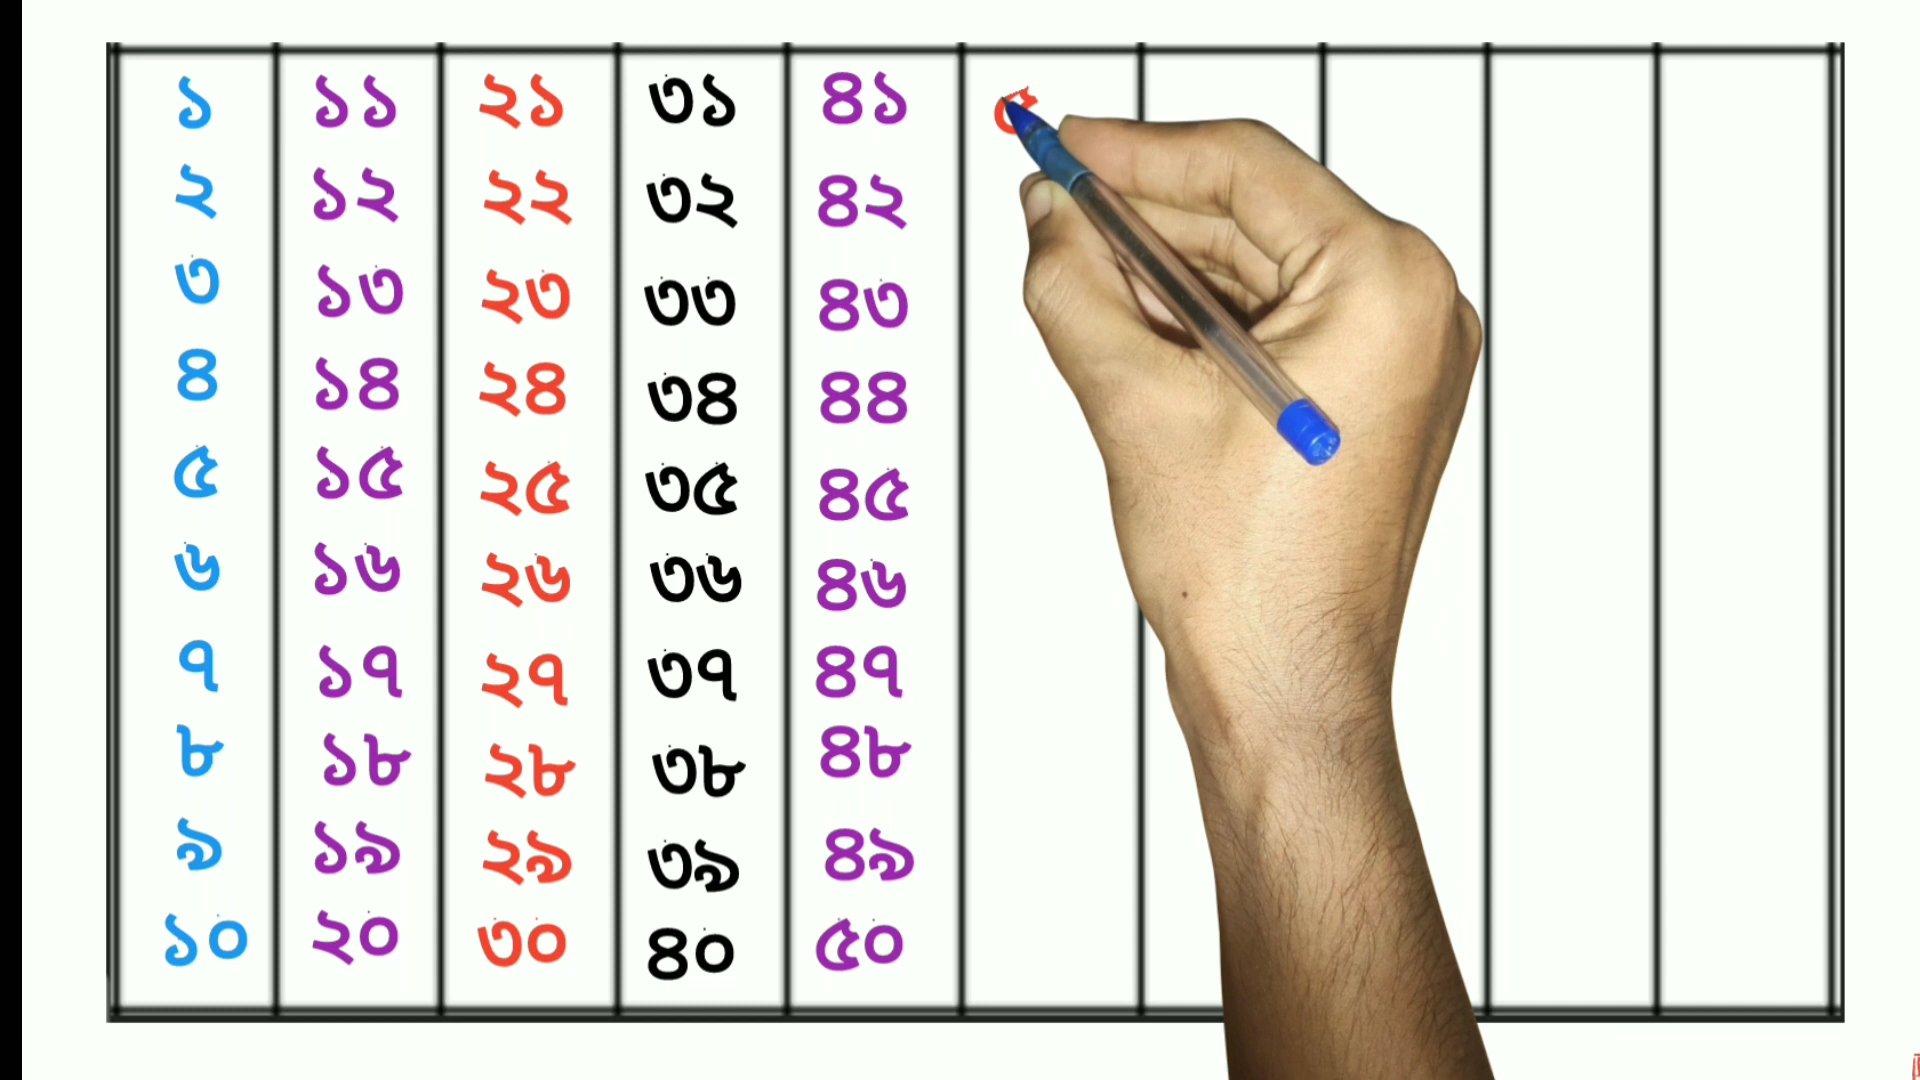 ১ ১১ ২১ ৩১ ৪১ ৫
২ ১২ ২২ ৩২ ৪২
৩ ১৩ ২৩ ৩৩ ৪৩
৪ ১৪ ২৪ ৩৪ ৪৪
৫ ১৫ ২৫ ৩৫ ৪৫
৬ ১৬ ২৬ ৩৬ ৪৬
৭ ১৭ ২৭ ৩৭ ৪৭
৮ ১৮ ২৮ ৩৮ ৪৮
৯ ১৯ ২৯ ৩৯ ৪৯
১০ ২০ ৩০ ৪০ ৫০